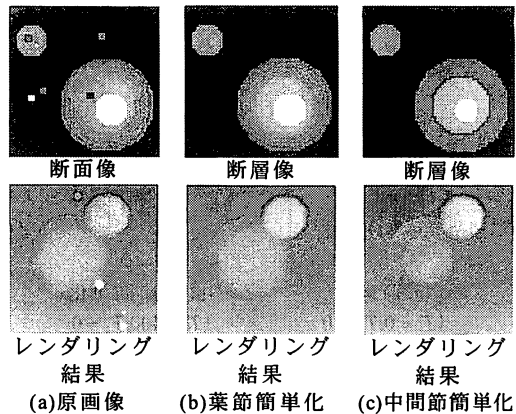 断面像 断層像 断層像
レンダリング レンダリング レンダリング
結果 結果 結果
(a)原画像 (b)葉節簡単化 (c)中間節簡単化